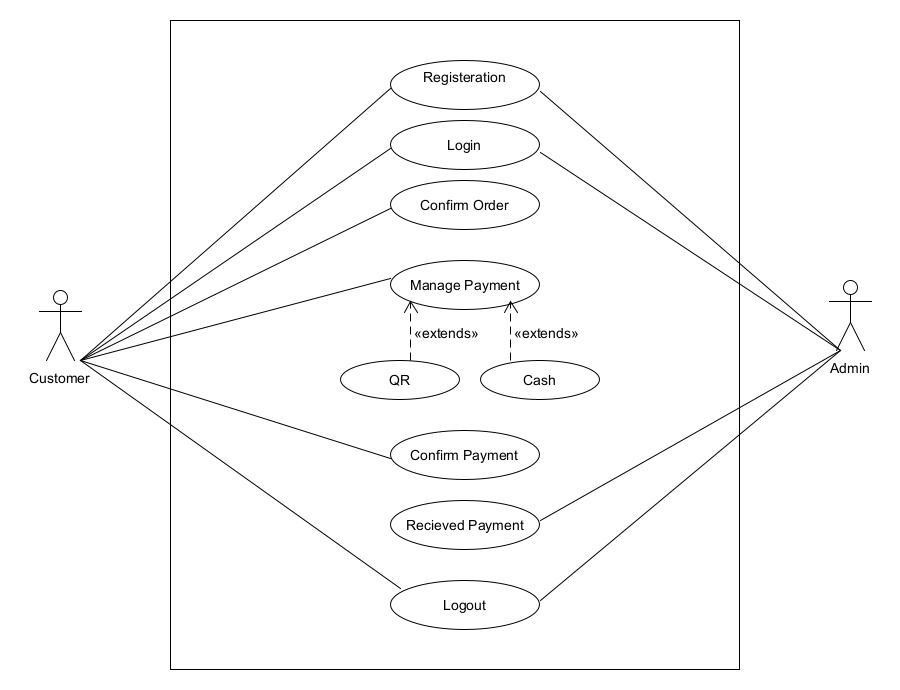 Registeration
Login
Confirm Order
Manage Payment
«extends» «extends»
QR Cash
Customer Admin
Confirm Payment
Recieved Payment
Logout